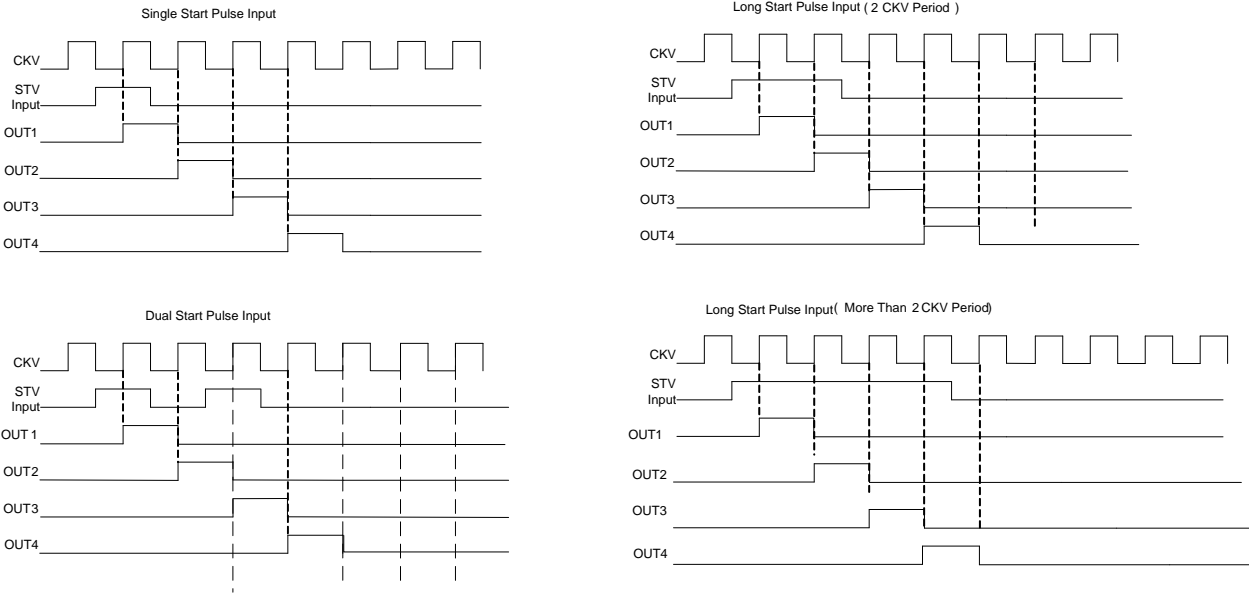 Single Start Pulse Input
CKV
STV
Input
OUT1
OUT2
OUT3
OUT4
Long Start Pulse Input ( 2 CKV Period )
CKV
STV
Input
OUT1
OUT2
OUT3
OUT4
Dual Start Pulse Input
CKV
STV
Input
OUT 1
OUT2
OUT3
OUT4
Long Start Pulse Input( More Than 2 CKV Period)
CKV
STV
Input
OUT1
OUT2
OUT3
OUT4